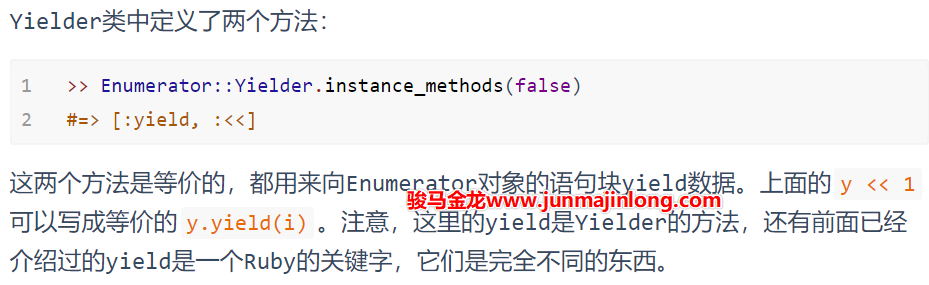 Yielder类中定义了两个方法：
1 >> Enumerator::Yielder.instance_methods(false)
2 #=> [:yield, :<<]
这两个方法是等价的，都用来向Enumerator对象的语句块yield数据。上面的 y << 1
骏马金龙www.junmajinlong.com
可以写成等价的 y.yield(i) 。注意，这里的yield是Yielder的方法，还有前面已经
介绍过的yield是一个Ruby的关键字，它们是完全不同的东西。